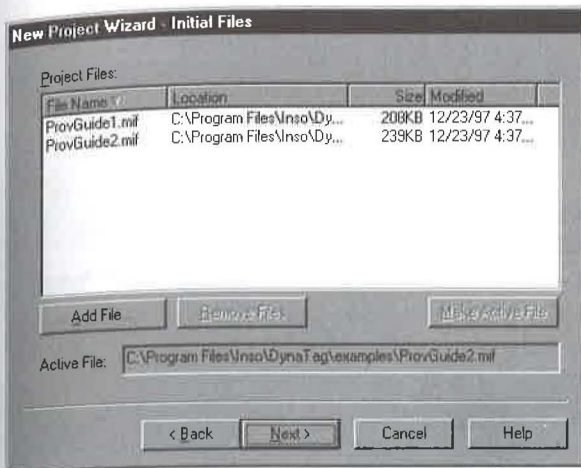 New Project Wizard - Initial Files
Project Files:
File Name Location Size Modified
ProvGuide1.mif C:\Program Files\Inso\Dy... 208KB 12/23/97 4:37...
ProvGuide2.mif C:\Program Files\Inso\Dy... 239KB 12/23/97 4:37...
Add File Remove Files Make Active File
Active File: C:\Program Files\Inso\DynaTag\examples\ProvGuide2.mif
< Back Next > Cancel Help